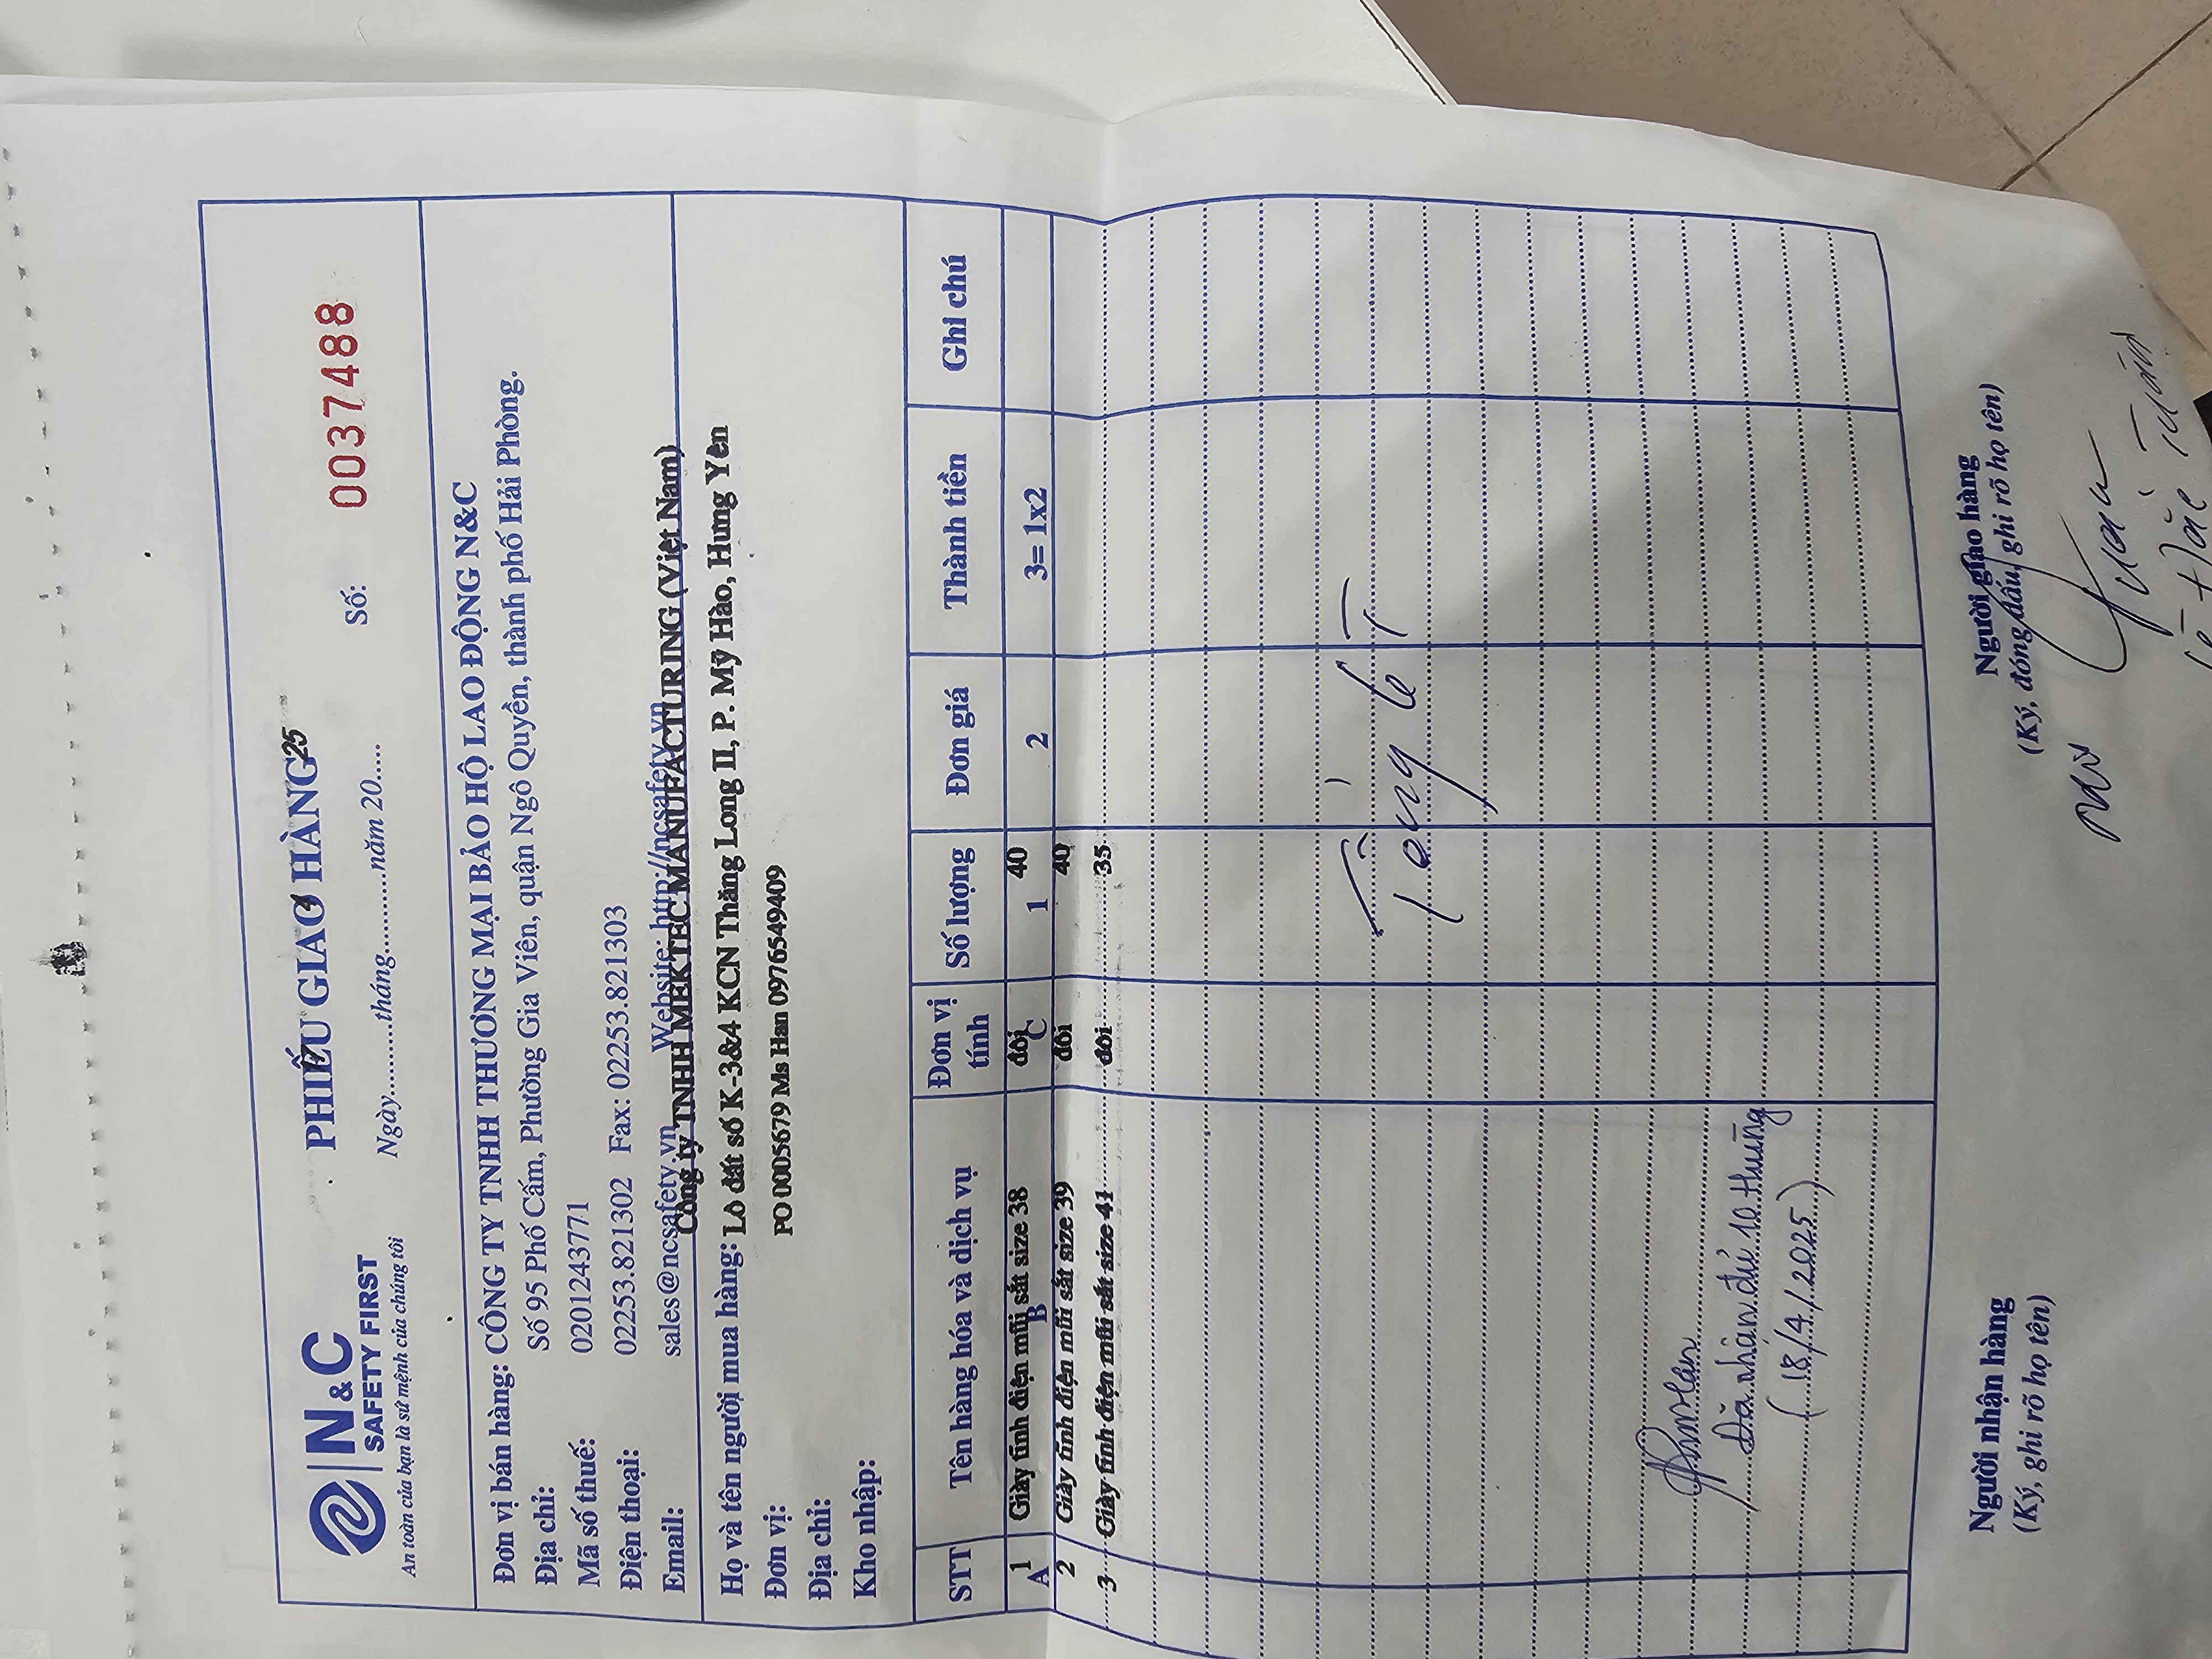 N&C
SAFETY FIRST
An toàn của bạn là sứ mệnh của chúng tôi
PHIẾU GIAO HÀNG
25
Ngày..........tháng..........năm 20....
Số: 0037488
Đơn vị bán hàng: CÔNG TY TNHH THƯƠNG MẠI BẢO HỘ LAO ĐỘNG N&C
Địa chỉ: Số 95 Phố Cấm, Phường Gia Viên, quận Ngô Quyền, thành phố Hải Phòng.
Mã số thuế: 0201243771
Điện thoại: 02253.821302 Fax: 02253.821303
Email: sales@ncsafety.vn Website: http://ncsafety.vn
Công ty TNHH MEKTEC MANUFACTURING (Việt Nam)
Họ và tên người mua hàng: Lô đất số K-3&4 KCN Thăng Long II, P. Mỹ Hào, Hưng Yên
Đơn vị: PO 0005679 Ms Han 0976549409
Địa chỉ:
Kho nhập:
STT Tên hàng hóa và dịch vụ Đơn vị tính Số lượng Đơn giá Thành tiền Ghi chú
1 Giày tĩnh điện mũi sắt size 38 đôi 40
A B C 1 2 3= 1x2
2 Giày tĩnh điện mũi sắt size 39 đôi 40
3 Giày tĩnh điện mũi sắt size 41 đôi 35
Đã nhận đủ 10 thùng
(18/4/2025)
Người nhận hàng
(Ký, ghi rõ họ tên)
Người giao hàng
(Ký, đóng dấu, ghi rõ họ tên)
Tuấn